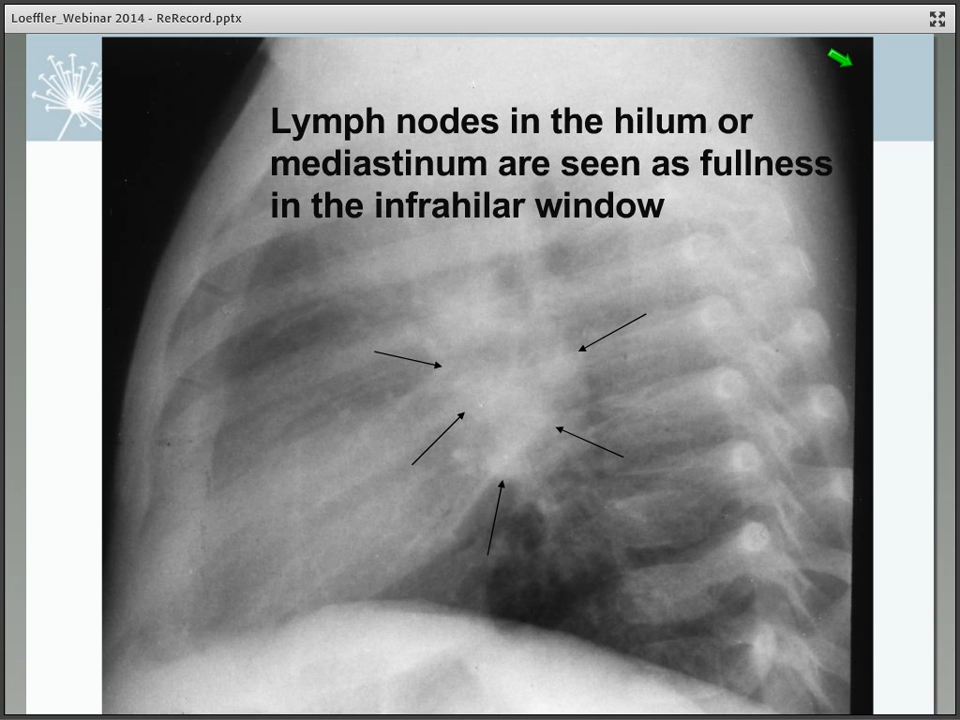 Loeffler_Webinar 2014 - ReRecord.pptx
Lymph nodes in the hilum or
mediastinum are seen as fullness
in the infrahilar window